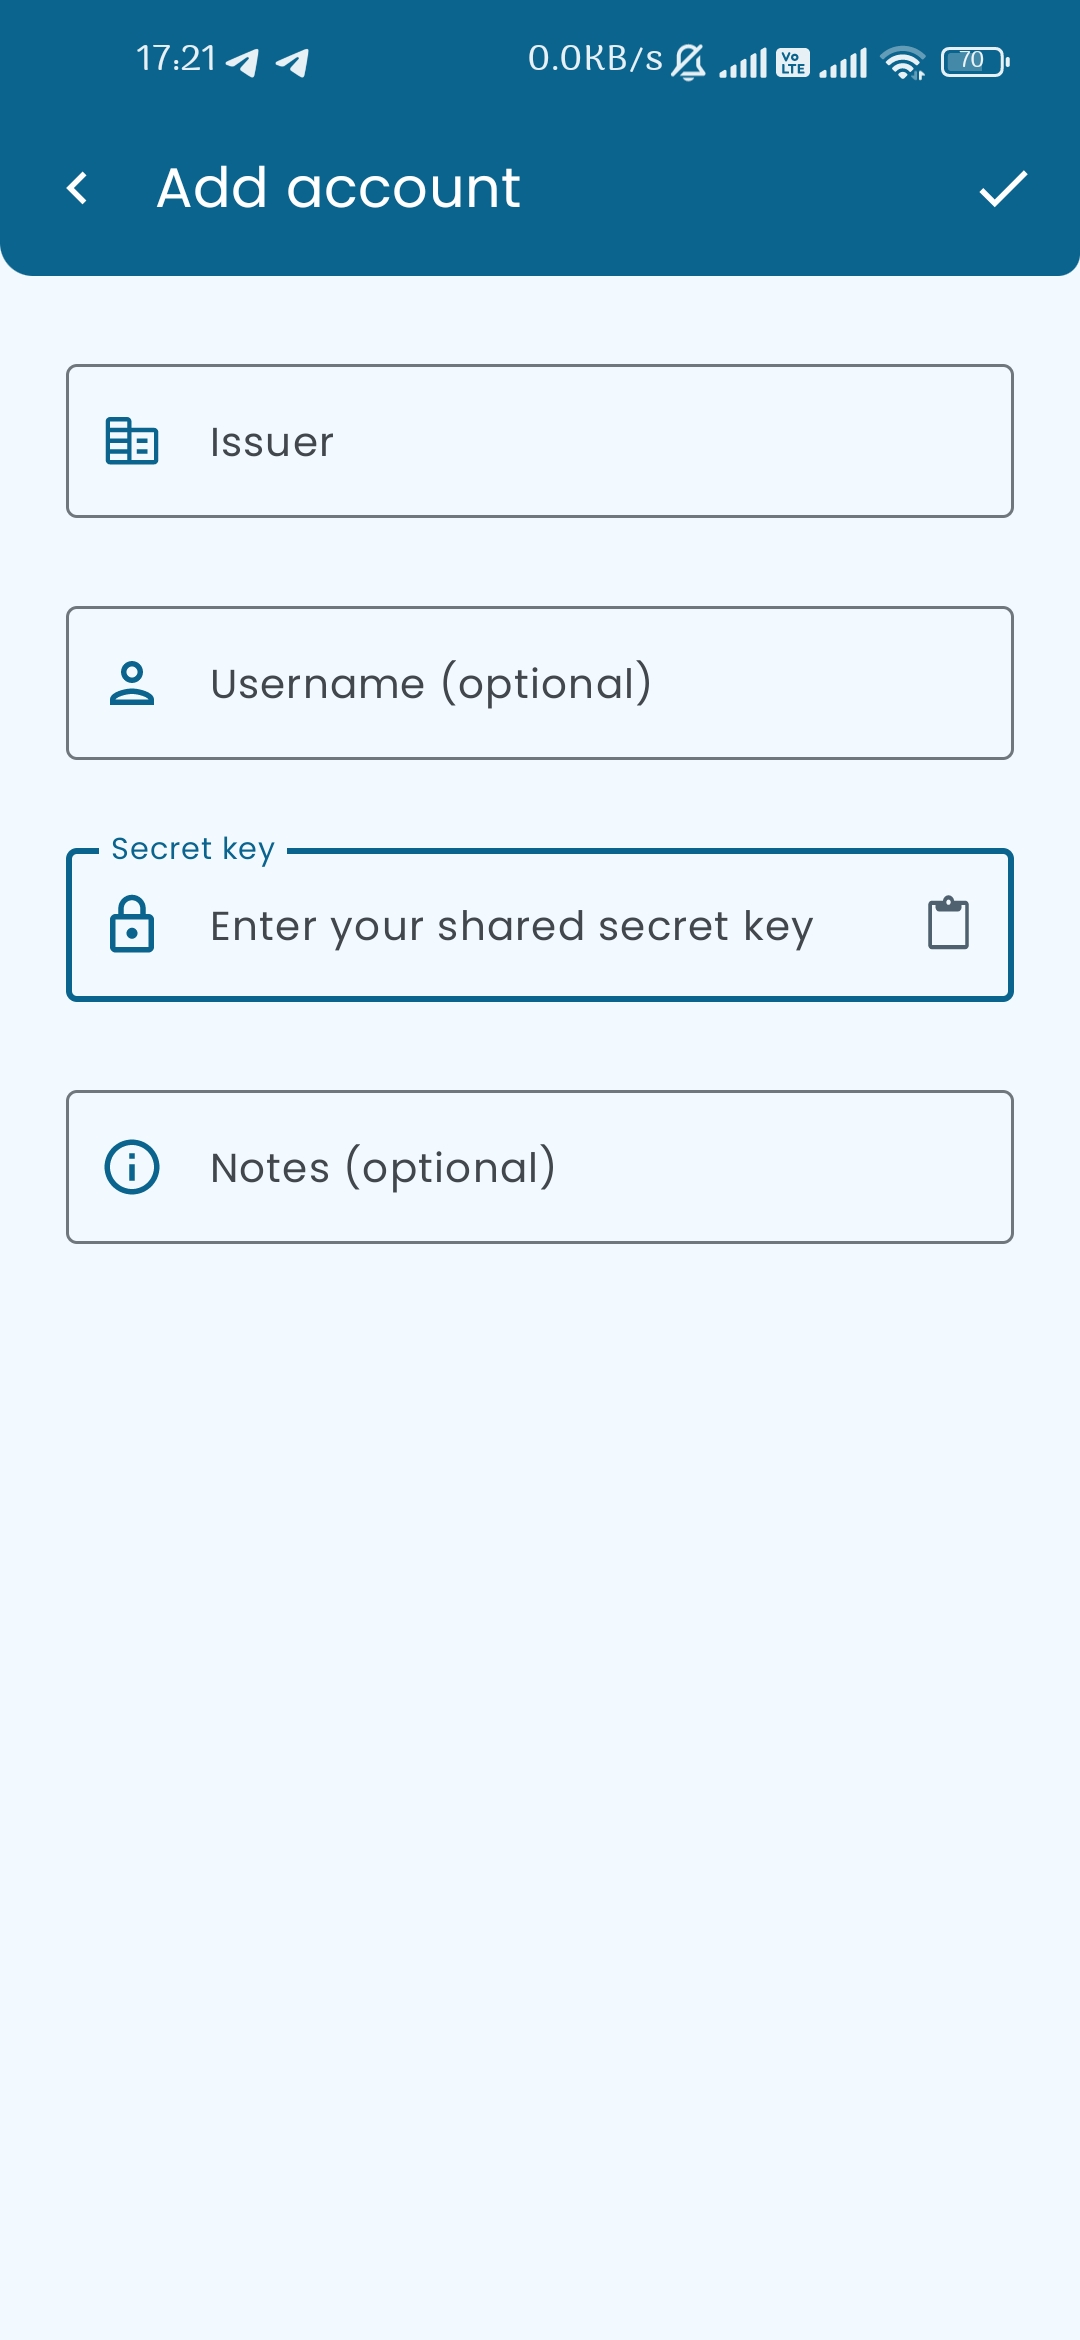 17:21 0.0KB/s Vo LTE 70
Add account
Issuer
Username (optional)
Secret key
Enter your shared secret key
Notes (optional)